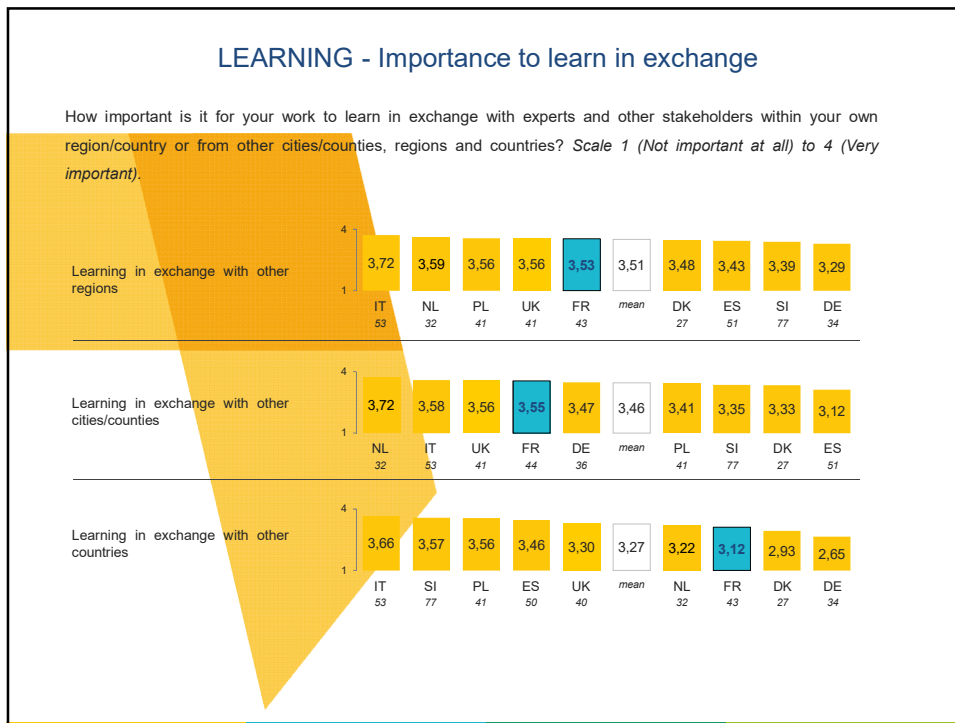 LEARNING - Importance to learn in exchange
How important is it for your work to learn in exchange with experts and other stakeholders within your own
region/country or from other cities/counties, regions and countries? Scale 1 (Not important at all) to 4 (Very
important).
4
3,72 3,59 3,56 3,56 3,53 3,51 3,48 3,43 3,39 3,29
Learning in exchange with other
regions
1
IT NL PL UK FR mean DK ES SI DE
53 32 41 41 43 27 51 77 34
4
3,72 3,58 3,56 3,55 3,47 3,46 3,41 3,35 3,33 3,12
Learning in exchange with other
cities/counties
1
NL IT UK FR DE mean PL SI DK ES
32 53 41 44 36 41 77 27 51
4
Learning in exchange with other
countries
3,66 3,57 3,56 3,46 3,30 3,27 3,22 3,12 2,93 2,65
1
IT SI PL ES UK mean NL FR DK DE
53 77 41 50 40 32 43 27 34